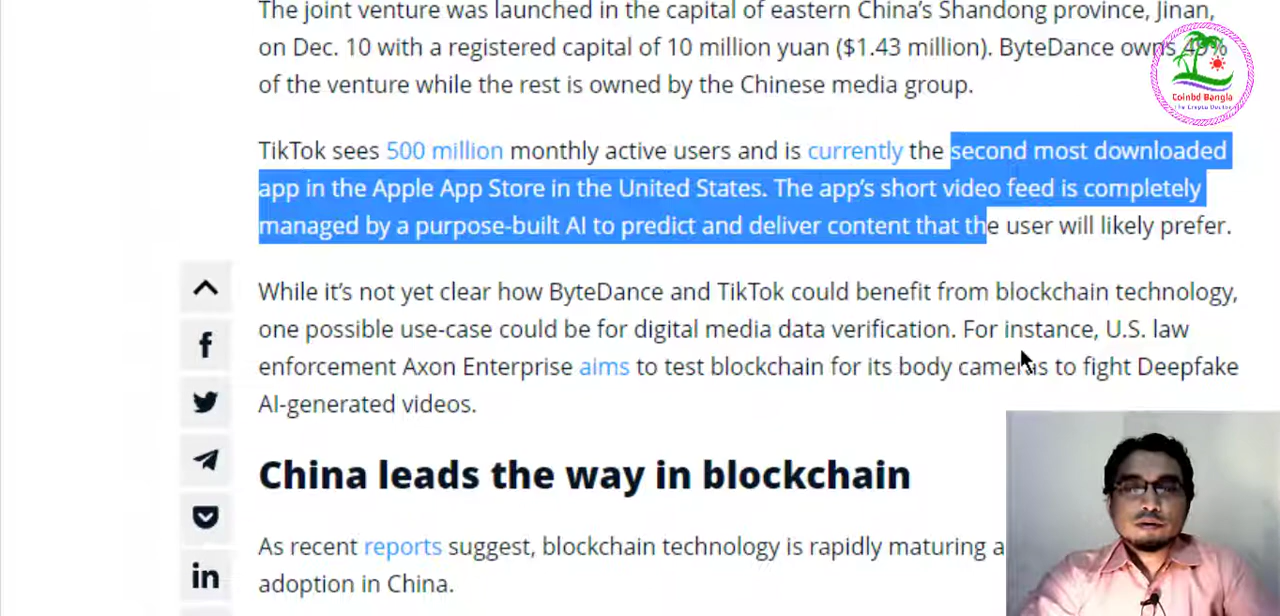 The joint venture was launched in the capital of eastern China's Shandong province, Jinan,
on Dec. 10 with a registered capital of 10 million yuan ($1.43 million). ByteDance owns 49%
of the venture while the rest is owned by the Chinese media group.
Coinbd Bangla
TikTok sees 500 million monthly active users and is currently the second most downloaded
app in the Apple App Store in the United States. The app's short video feed is completely
managed by a purpose-built AI to predict and deliver content that the user will likely prefer.
While it's not yet clear how ByteDance and TikTok could benefit from blockchain technology,
one possible use-case could be for digital media data verification. For instance, U.S. law
enforcement Axon Enterprise aims to test blockchain for its body cameras to fight Deepfake
AI-generated videos.
China leads the way in blockchain
As recent reports suggest, blockchain technology is rapidly maturing a
adoption in China.